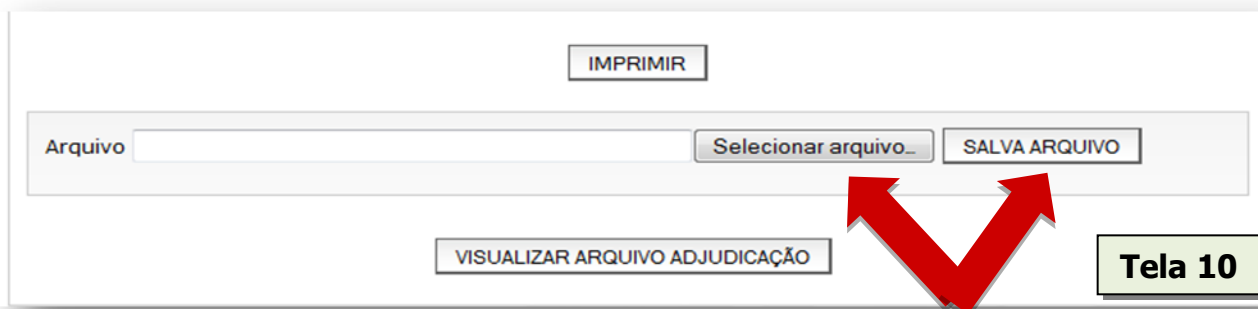 IMPRIMIR
Arquivo Selecionar arquivo... SALVA ARQUIVO
VISUALIZAR ARQUIVO ADJUDICAÇÃO
Tela 10